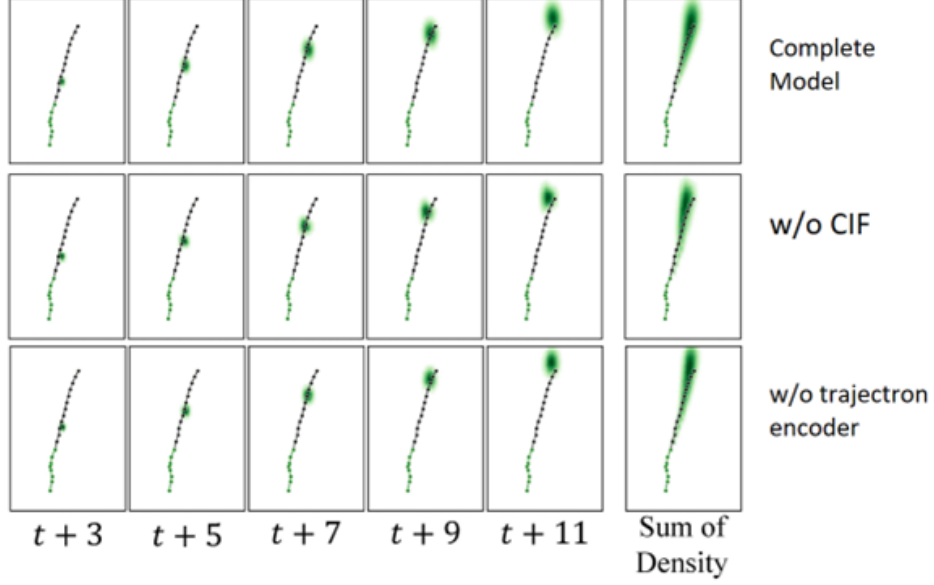 Complete
Model
w/o CIF
w/o trajectron
encoder
t + 3 t + 5 t + 7 t + 9 t + 11 Sum of
Density